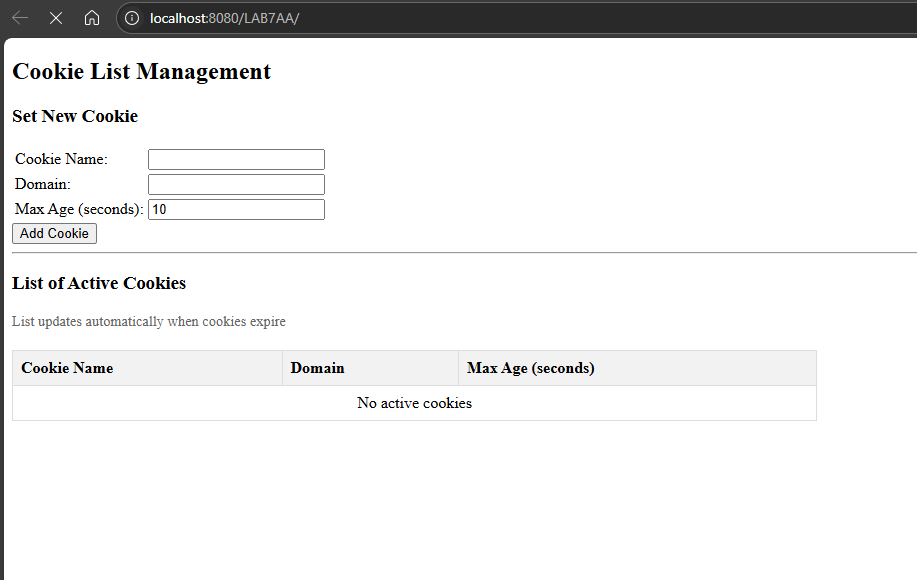 localhost:8080/LAB7AA/
Cookie List Management
Set New Cookie
Cookie Name:
Domain:
Max Age (seconds): 10
Add Cookie
List of Active Cookies
List updates automatically when cookies expire
Cookie Name Domain Max Age (seconds)
No active cookies